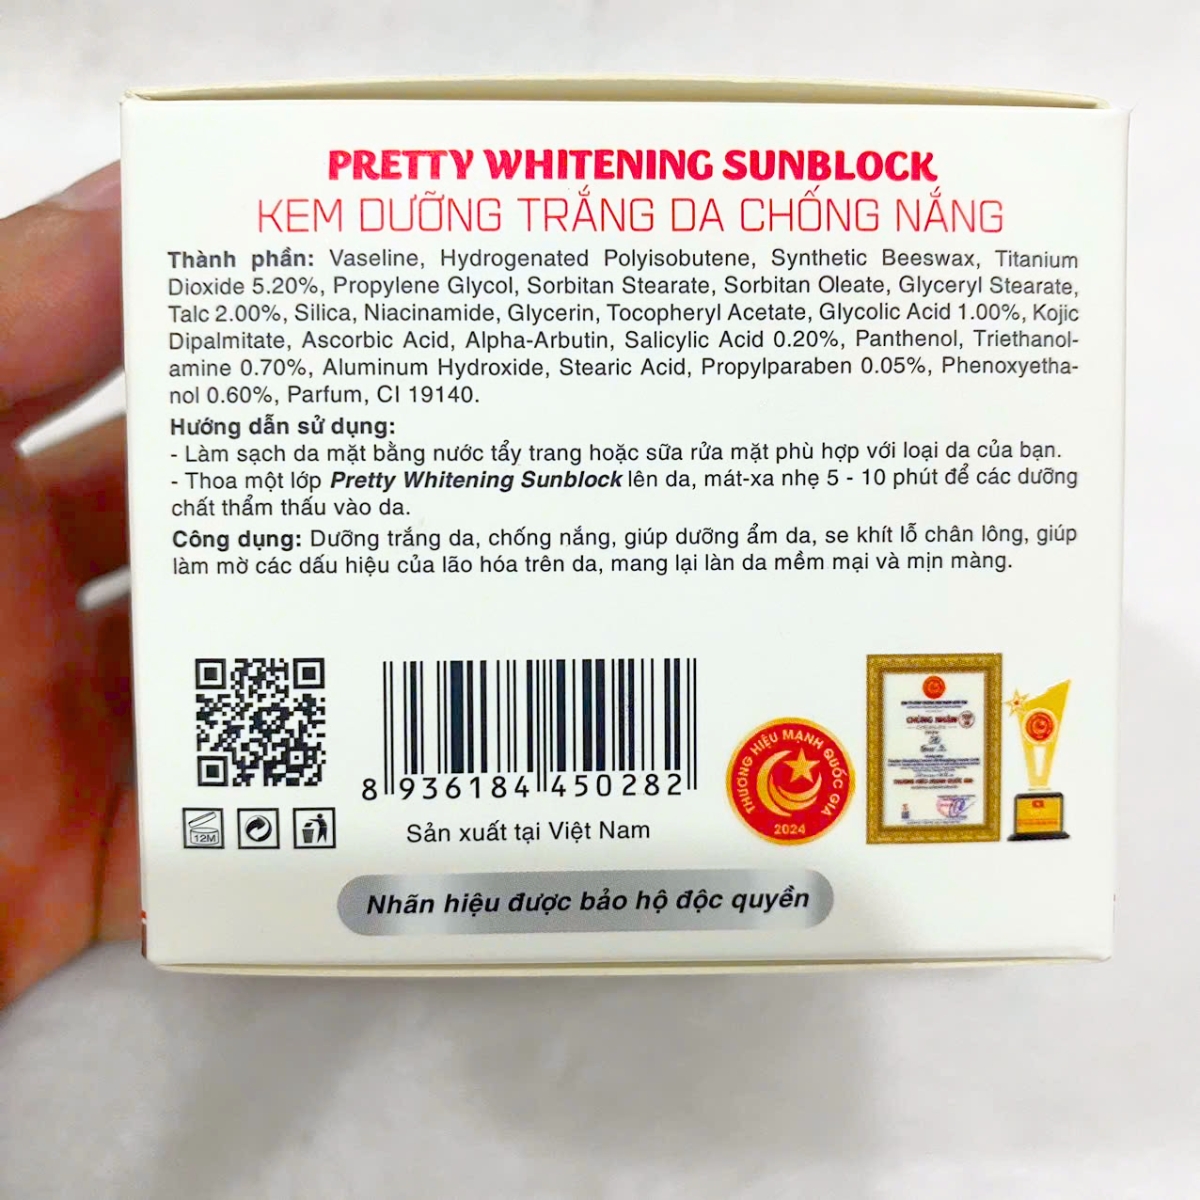 PRETTY WHITENING SUNBLOCK
KEM DƯỠNG TRẮNG DA CHỐNG NẮNG
Thành phần: Vaseline, Hydrogenated Polyisobutene, Synthetic Beeswax, Titanium
Dioxide 5.20%, Propylene Glycol, Sorbitan Stearate, Sorbitan Oleate, Glyceryl Stearate,
Talc 2.00%, Silica, Niacinamide, Glycerin, Tocopheryl Acetate, Glycolic Acid 1.00%, Kojic
Dipalmitate, Ascorbic Acid, Alpha-Arbutin, Salicylic Acid 0.20%, Panthenol, Triethanol-
amine 0.70%, Aluminum Hydroxide, Stearic Acid, Propylparaben 0.05%, Phenoxyetha-
nol 0.60%, Parfum, CI 19140.
Hướng dẫn sử dụng:
- Làm sạch da mặt bằng nước tẩy trang hoặc sữa rửa mặt phù hợp với loại da của bạn.
- Thoa một lớp Pretty Whitening Sunblock lên da, mát-xa nhẹ 5 - 10 phút để các dưỡng
chất thẩm thấu vào da.
Công dụng: Dưỡng trắng da, chống nắng, giúp dưỡng ẩm da, se khít lỗ chân lông, giúp
làm mờ các dấu hiệu của lão hóa trên da, mang lại làn da mềm mại và mịn màng.
8 936184 450282
12M
Sản xuất tại Việt Nam
THƯƠNG HIỆU MẠNH QUỐC GIA
2024
CHỨNG NHẬN
Nhãn hiệu được bảo hộ độc quyền